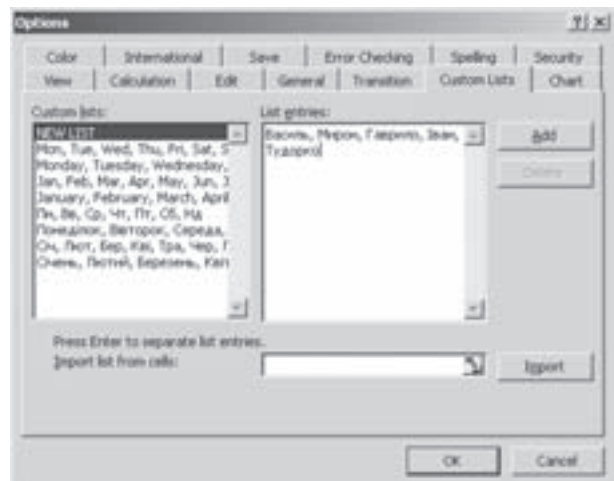 Options
Color International Save Error Checking Spelling Security
View Calculation Edit General Transition Custom Lists Chart
Custom lists: List entries:
NEW LIST
Mon, Tue, Wed, Thu, Fri, Sat, S
Monday, Tuesday, Wednesday,
Jan, Feb, Mar, Apr, May, Jun, J
January, February, March, April
Пн, Вв, Ср, Чт, Пт, Сб, Нд
Понеділок, Вівторок, Середа,
Січ, Лют, Бер, Кві, Тра, Чер, Л
Січень, Лютий, Березень, Квіт
Василь, Мирон, Гаврило, Іван,
Тудорко
Add
Delete
Press Enter to separate list entries.
Import list from cells:
Import
OK Cancel